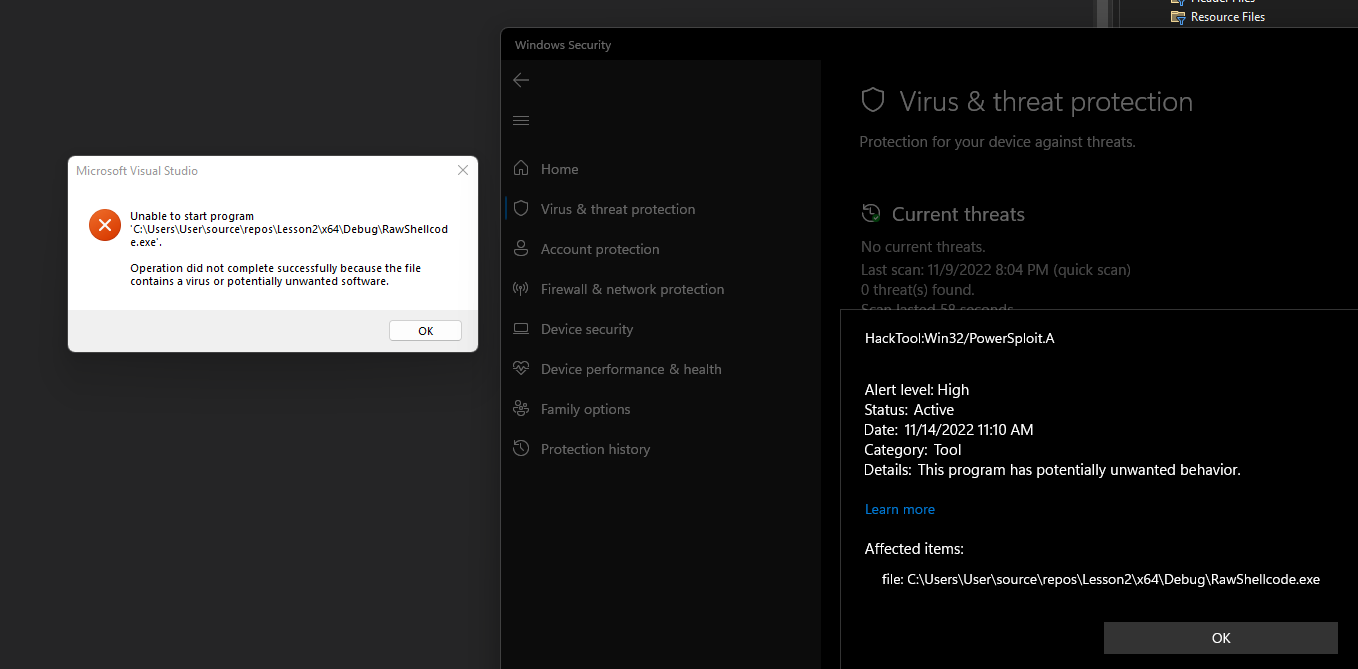 Header Files
Resource Files
Windows Security
Virus & threat protection
Protection for your device against threats.
Home
Virus & threat protection
Account protection
Firewall & network protection
Device security
Device performance & health
Family options
Protection history
Current threats
No current threats.
Last scan: 11/9/2022 8:04 PM (quick scan)
0 threat(s) found.
Scan lasted 58 seconds
Microsoft Visual Studio
Unable to start program
'C:\Users\User\source\repos\Lesson2\x64\Debug\RawShellcod
e.exe'.
Operation did not complete successfully because the file
contains a virus or potentially unwanted software.
OK
HackTool:Win32/PowerSploit.A
Alert level: High
Status: Active
Date: 11/14/2022 11:10 AM
Category: Tool
Details: This program has potentially unwanted behavior.
Learn more
Affected items:
file: C:\Users\User\source\repos\Lesson2\x64\Debug\RawShellcode.exe
OK